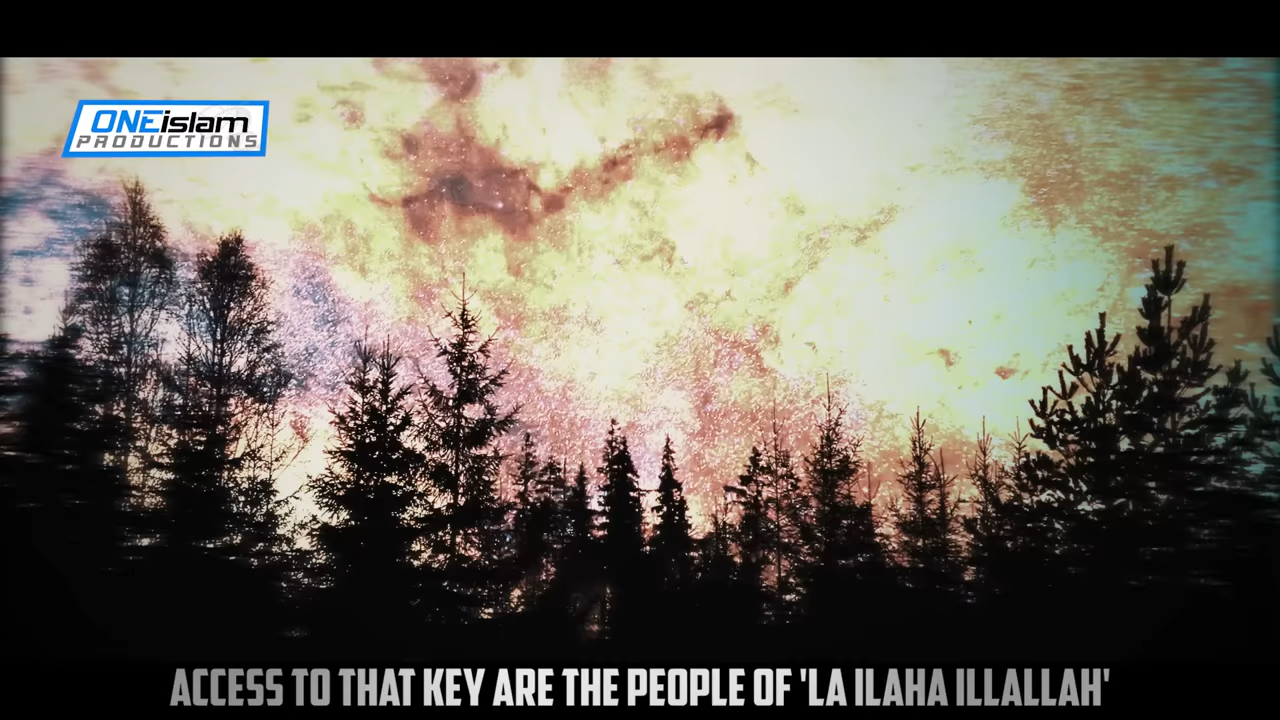 ONEislam
PRODUCTIONS
ACCESS TO THAT KEY ARE THE PEOPLE OF 'LA ILAHA ILLALLAH'